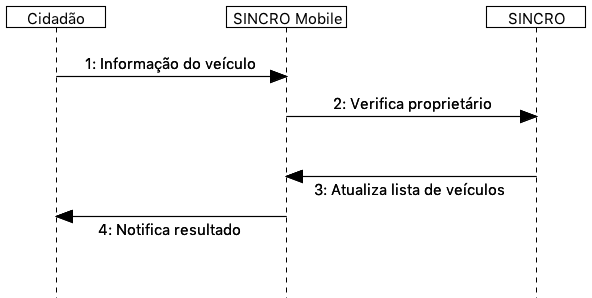 Cidadão
SINCRO Mobile
SINCRO
1: Informação do veículo
2: Verifica proprietário
3: Atualiza lista de veículos
4: Notifica resultado